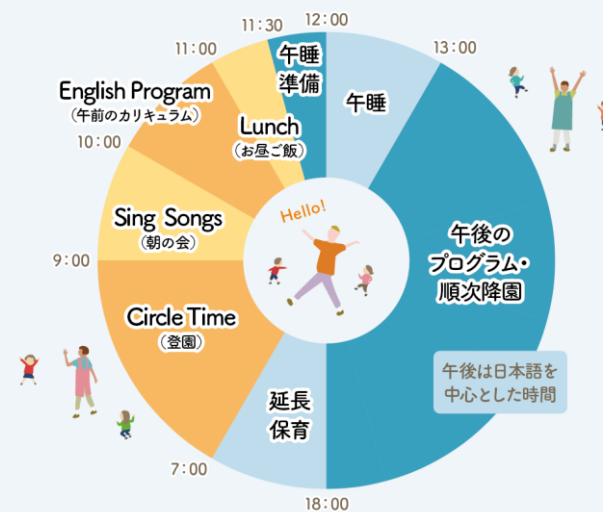 11:30
12:00
13:00
11:00
10:00
9:00
7:00
18:00
午睡
準備
午睡
English Program
(午前のカリキュラム)
Lunch
(お昼ご飯)
Sing Songs
(朝の会)
Hello!
午後の
プログラム・
順次降園
Circle Time
(登園)
午後は日本語を
中心とした時間
延長
保育